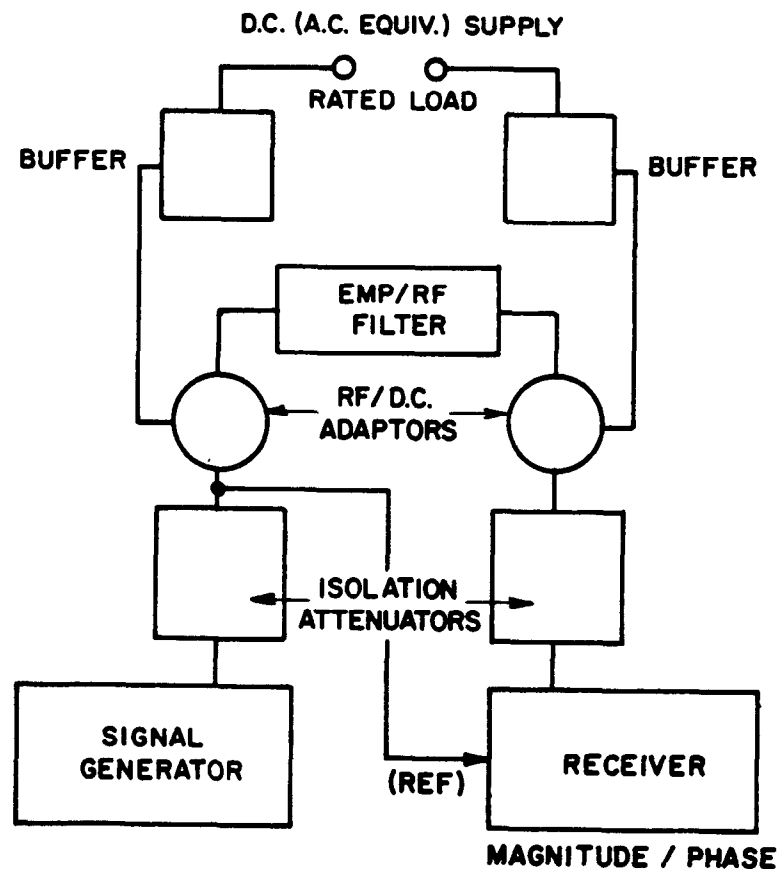 D.C. (A.C. EQUIV.) SUPPLY
RATED LOAD
BUFFER
BUFFER
EMP/RF
FILTER
RF/D.C.
ADAPTORS
ISOLATION
ATTENUATORS
SIGNAL
GENERATOR
(REF)
RECEIVER
MAGNITUDE / PHASE